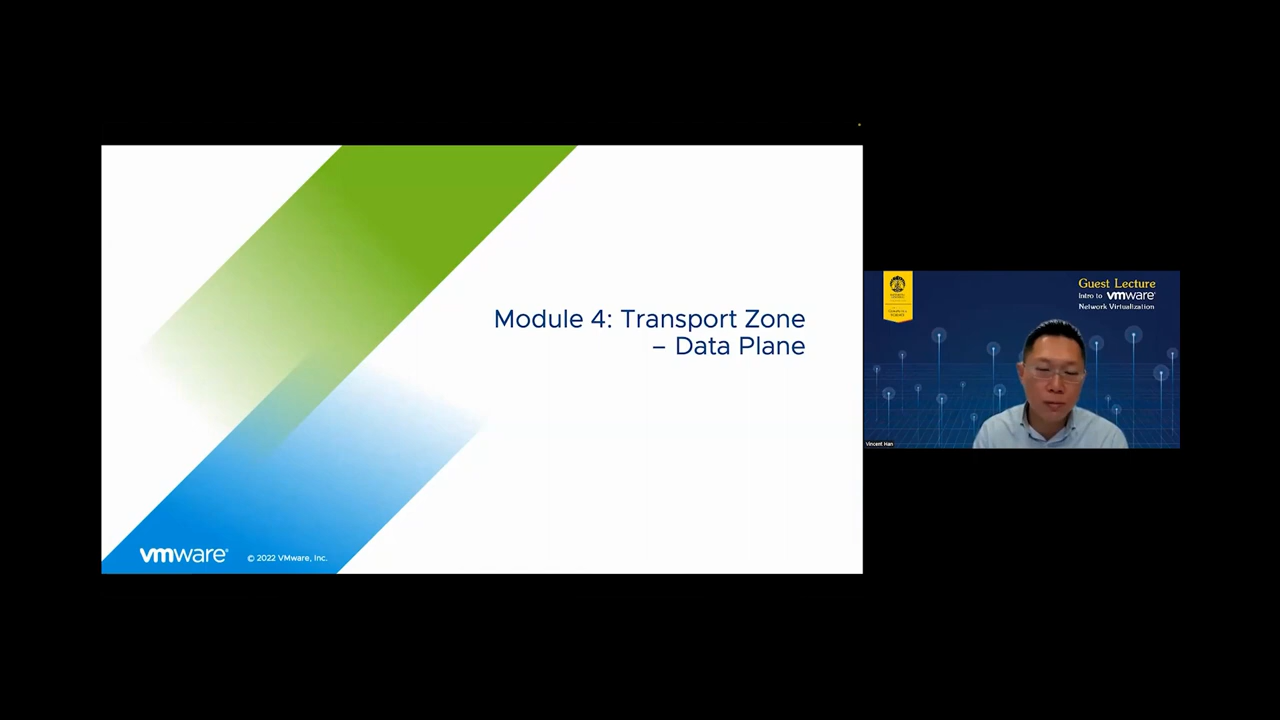 Module 4: Transport Zone
– Data Plane
vmware®
© 2022 VMware, Inc.
Guest Lecture
Intro to vmware®
Network Virtualization
Vincent Han